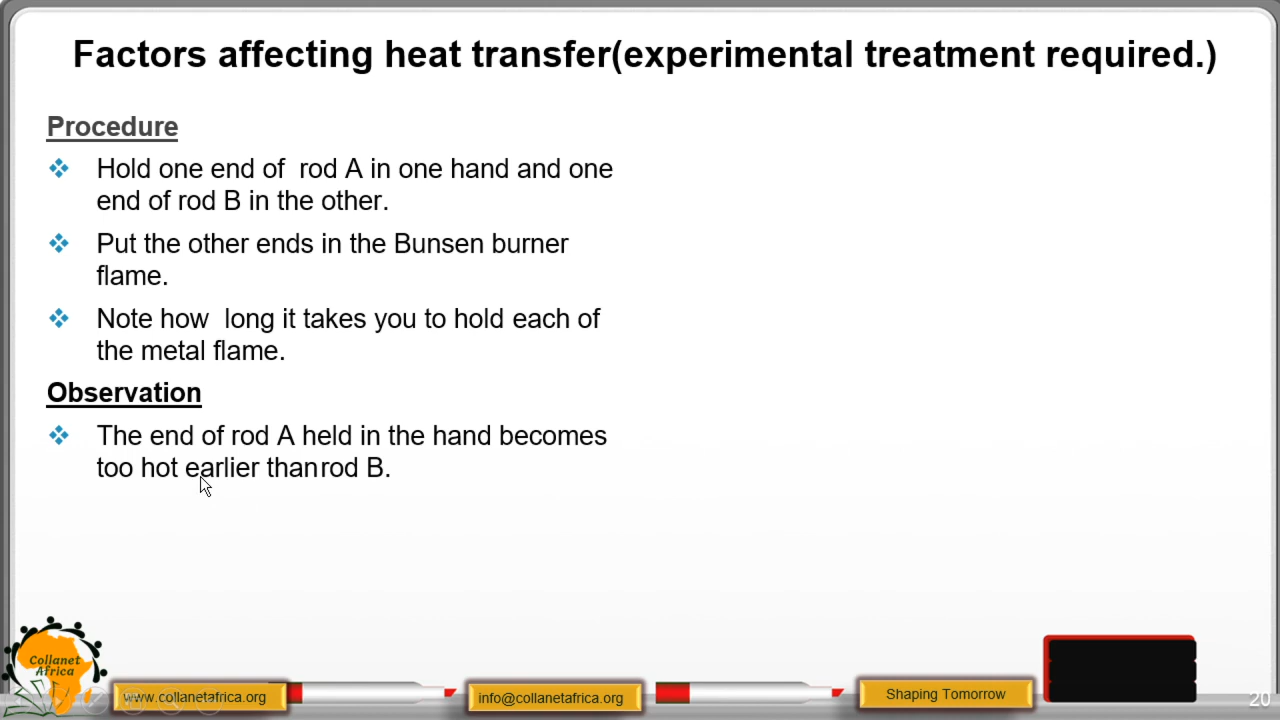 Factors affecting heat transfer(experimental treatment required.)
Procedure
Hold one end of rod A in one hand and one
end of rod B in the other.
Put the other ends in the Bunsen burner
flame.
Note how long it takes you to hold each of
the metal flame.
Observation
The end of rod A held in the hand becomes
too hot earlier than rod B.
Collanet
Africa
www.collanetafrica.org
info@collanetafrica.org
Shaping Tomorrow
20